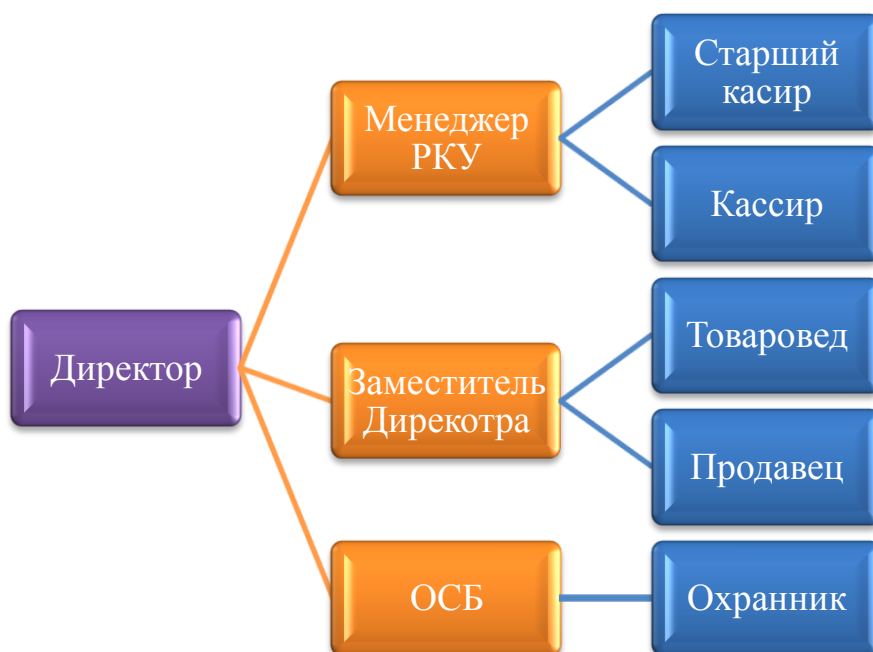 Директор
Менеджер
РКУ
Заместитель
Дирекотра
ОСБ
Старший
касир
Кассир
Товаровед
Продавец
Охранник